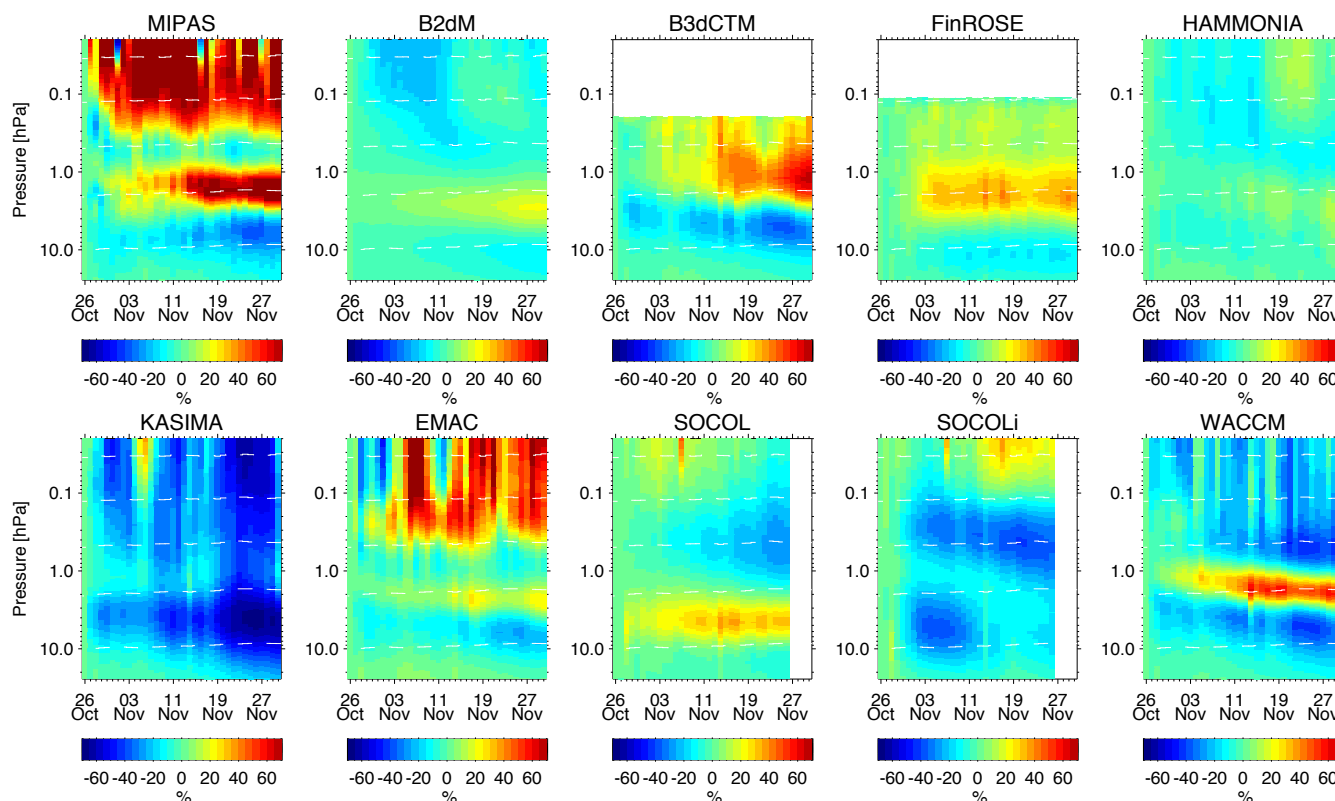 MIPAS B2dM B3dCTM FinROSE HAMMONIA
Pressure [hPa]
0.1 0.1 0.1 0.1 0.1
1.0 1.0 1.0 1.0 1.0
10.0 10.0 10.0 10.0 10.0
26 03 11 19 27 26 03 11 19 27 26 03 11 19 27 26 03 11 19 27 26 03 11 19 27
Oct Nov Nov Nov Nov Oct Nov Nov Nov Nov Oct Nov Nov Nov Nov Oct Nov Nov Nov Nov Oct Nov Nov Nov Nov
-60 -40 -20 0 20 40 60 -60 -40 -20 0 20 40 60 -60 -40 -20 0 20 40 60 -60 -40 -20 0 20 40 60 -60 -40 -20 0 20 40 60
% % % % %
KASIMA EMAC SOCOL SOCOLi WACCM
Pressure [hPa]
0.1 0.1 0.1 0.1 0.1
1.0 1.0 1.0 1.0 1.0
10.0 10.0 10.0 10.0 10.0
26 03 11 19 27 26 03 11 19 27 26 03 11 19 27 26 03 11 19 27 26 03 11 19 27
Oct Nov Nov Nov Nov Oct Nov Nov Nov Nov Oct Nov Nov Nov Nov Oct Nov Nov Nov Nov Oct Nov Nov Nov Nov
-60 -40 -20 0 20 40 60 -60 -40 -20 0 20 40 60 -60 -40 -20 0 20 40 60 -60 -40 -20 0 20 40 60 -60 -40 -20 0 20 40 60
% % % % %